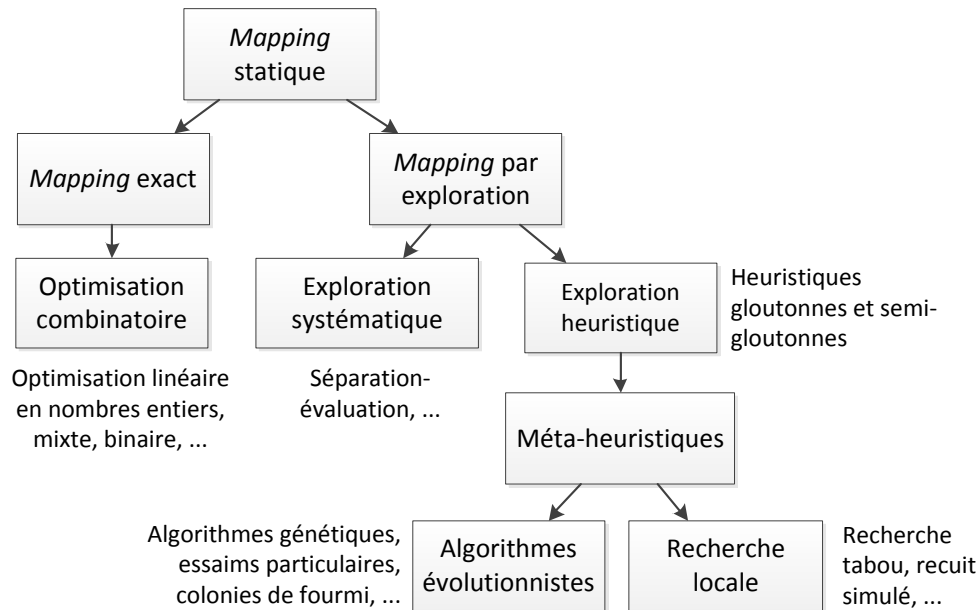 Mapping
statique
Mapping exact
Mapping par
exploration
Optimisation
combinatoire
Exploration
systématique
Exploration
heuristique
Heuristiques
gloutonnes et semi-
gloutonnes
Optimisation linéaire
en nombres entiers,
mixte, binaire, ...
Séparation-
évaluation, ...
Méta-heuristiques
Algorithmes génétiques,
essaims particulaires,
colonies de fourmi, ...
Algorithmes
évolutionnistes
Recherche
locale
Recherche
tabou, recuit
simulé, ...